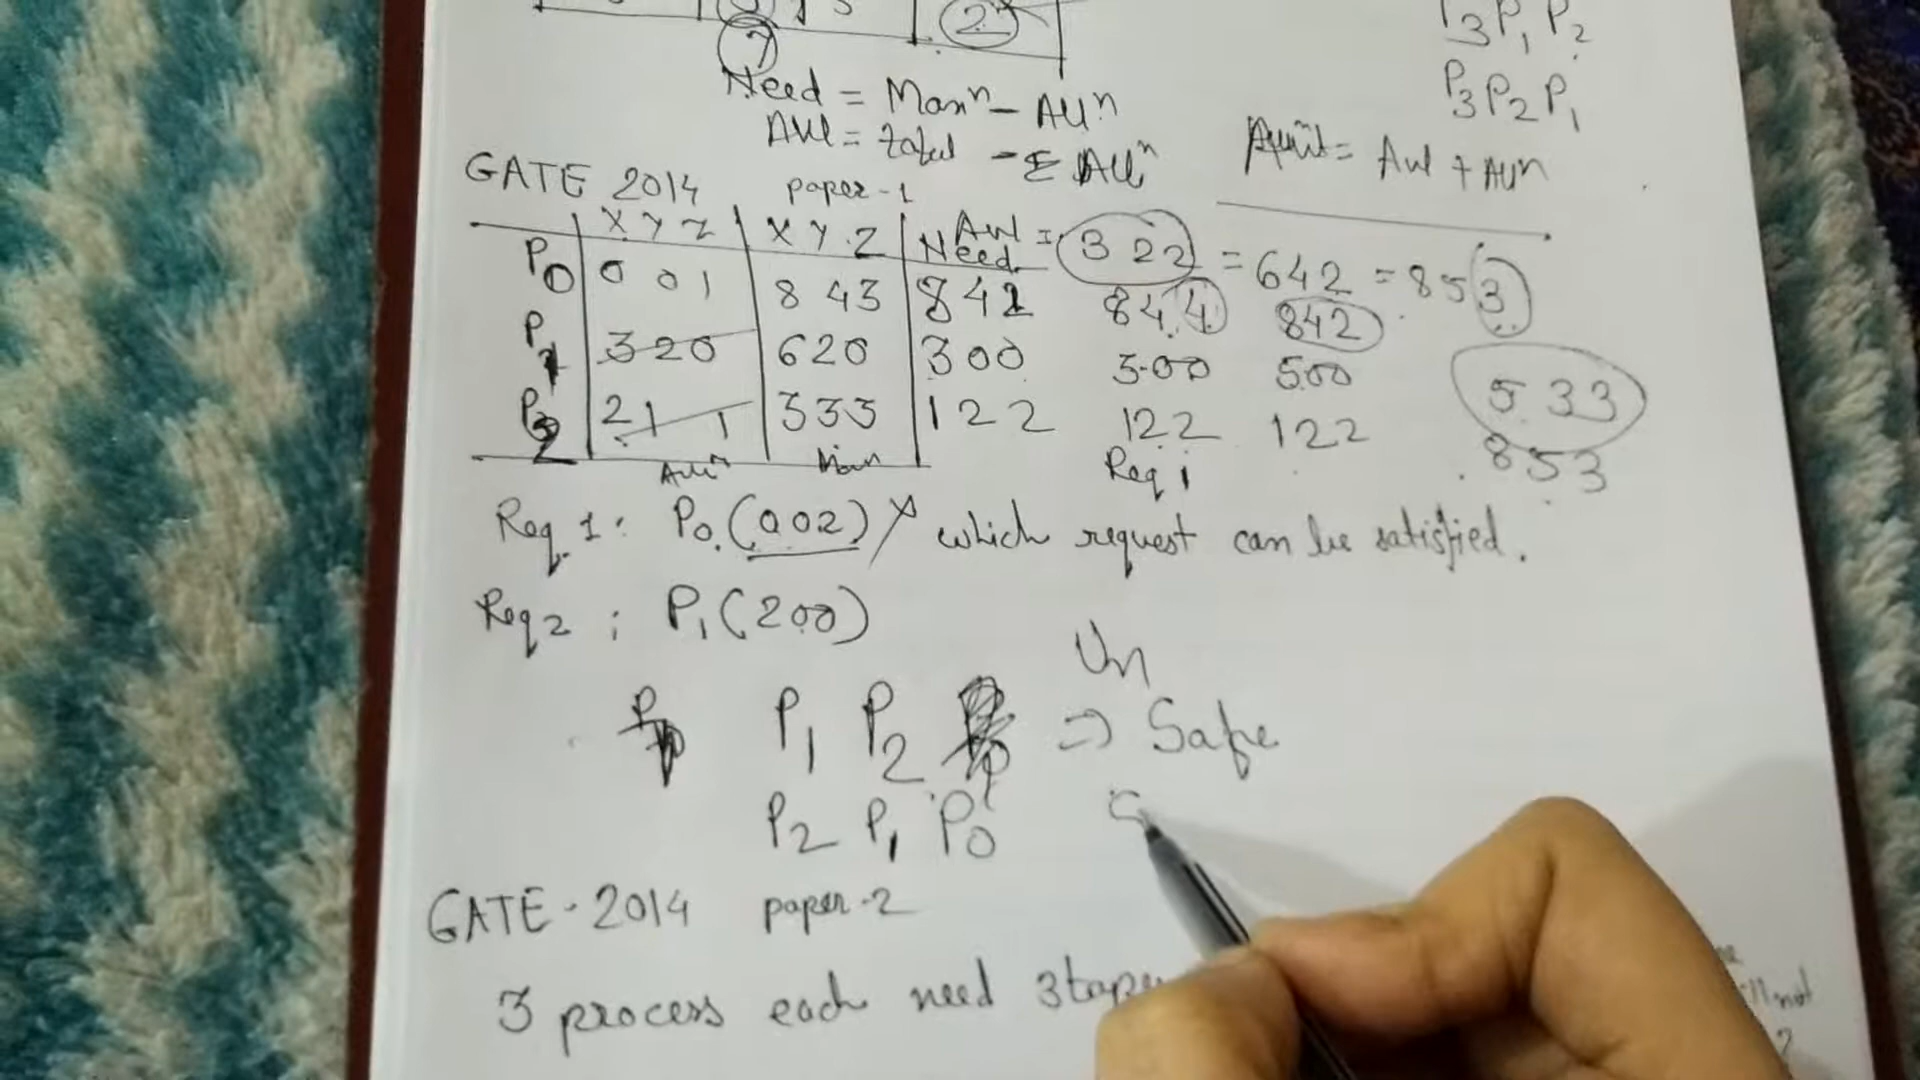 7 2
3 P1 P2
P3 P2 P1
Need = Maxn - Alln
Avl = total - Σ Alln
= Avl + Alln
GATE 2014 paper-1
X Y Z X Y Z Need Avl = 3 2 2 = 6 4 2 = 8 5 3
P0 0 0 1 8 4 3 8 4 2 8 4 4 8 4 2
P1 3 2 0 6 2 0 3 0 0 3 0 0 5 0 0 5 3 3
P2 2 1 1 3 3 3 1 2 2 1 2 2 1 2 2 8 5 3
Alln Max Req 1
Req 1: P0 (0 0 2) X which request can be satisfied.
Req 2 ; P1 (2 0 0)
Un
P1 P2 ⇒ Safe
P2 P1 P0
GATE - 2014 paper-2
3 process each need 3 tape